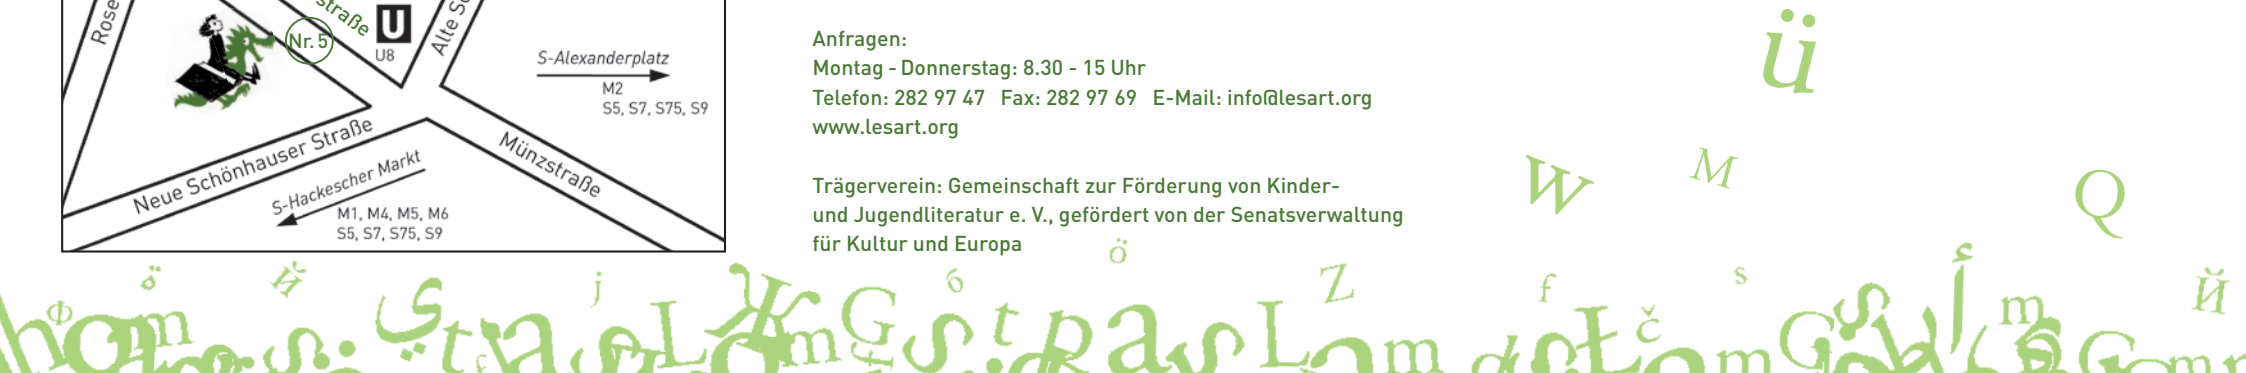 Rose
straße
Nr. 5
U
U8
Alte Sc
S-Alexanderplatz
M2
S5, S7, S75, S9
Neue Schönhauser Straße
Münzstraße
S-Hackescher Markt
M1, M4, M5, M6
S5, S7, S75, S9
Anfragen:
Montag - Donnerstag: 8.30 - 15 Uhr
Telefon: 282 97 47 Fax: 282 97 69 E-Mail: info@lesart.org
www.lesart.org
Trägerverein: Gemeinschaft zur Förderung von Kinder-
und Jugendliteratur e. V., gefördert von der Senatsverwaltung
für Kultur und Europa
ü
W
M
Q